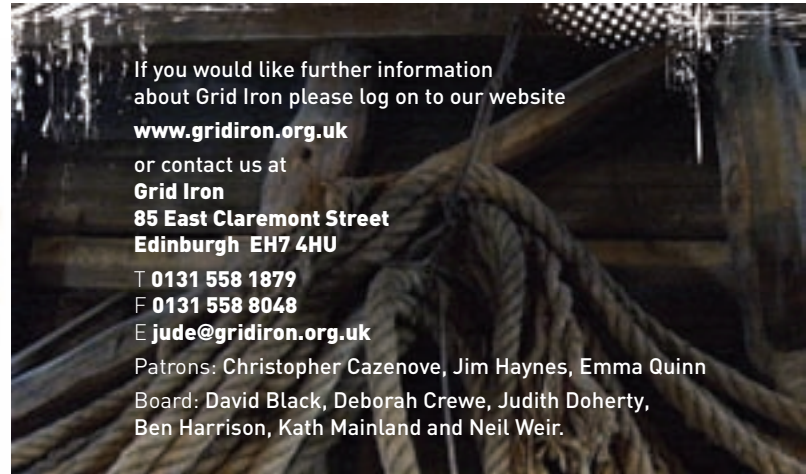 If you would like further information
about Grid Iron please log on to our website
www.gridiron.org.uk
or contact us at
Grid Iron
85 East Claremont Street
Edinburgh  EH7 4HU
T 0131 558 1879
F 0131 558 8048
E jude@gridiron.org.uk
Patrons: Christopher Cazenove, Jim Haynes, Emma Quinn
Board: David Black, Deborah Crewe, Judith Doherty,
Ben Harrison, Kath Mainland and Neil Weir.